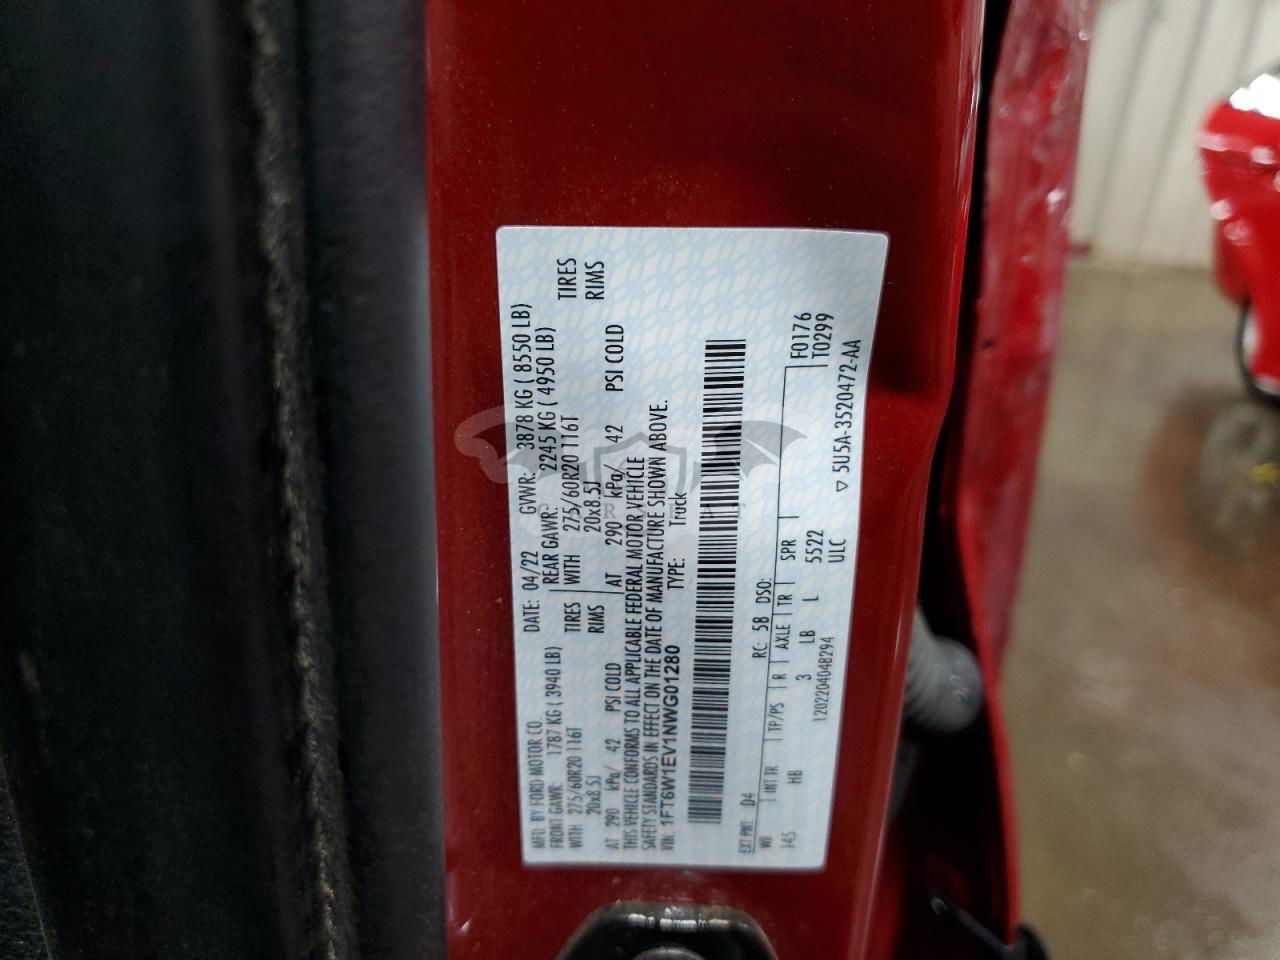 MFD. BY FORD MOTOR CO.
DATE: 04/22 GVWR: 3878 KG ( 8550 LB)
FRONT GAWR: 1787 KG ( 3940 LB) REAR GAWR: 2245 KG ( 4950 LB)
WITH 275/60R20 116T TIRES WITH 275/60R20 116T TIRES
20x8.5J RIMS 20x8.5J RIMS
AT 290 kPa/ 42 PSI COLD AT 290 kPa/ 42 PSI COLD
THIS VEHICLE CONFORMS TO ALL APPLICABLE FEDERAL MOTOR VEHICLE
SAFETY STANDARDS IN EFFECT ON THE DATE OF MANUFACTURE SHOWN ABOVE.
VIN: 1FT6W1EV1NWG01280 TYPE: Truck
EXT PNT: D4 RC: 58 DSO: F0176
WB INT TR TP/PS R AXLE TR SPR T0299
145 HB 3 LB L 5522
1202204048294 ULC ▽ 5U5A-3520472-AA